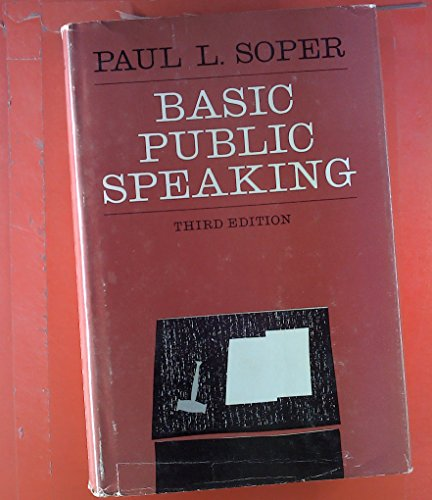 PAUL L. SOPER
BASIC
PUBLIC
SPEAKING
THIRD EDITION